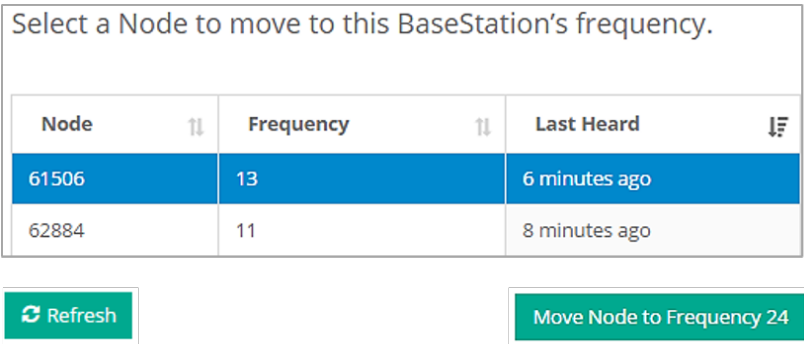 Select a Node to move to this BaseStation’s frequency.
Node Frequency Last Heard
61506 13 6 minutes ago
62884 11 8 minutes ago
Refresh Move Node to Frequency 24